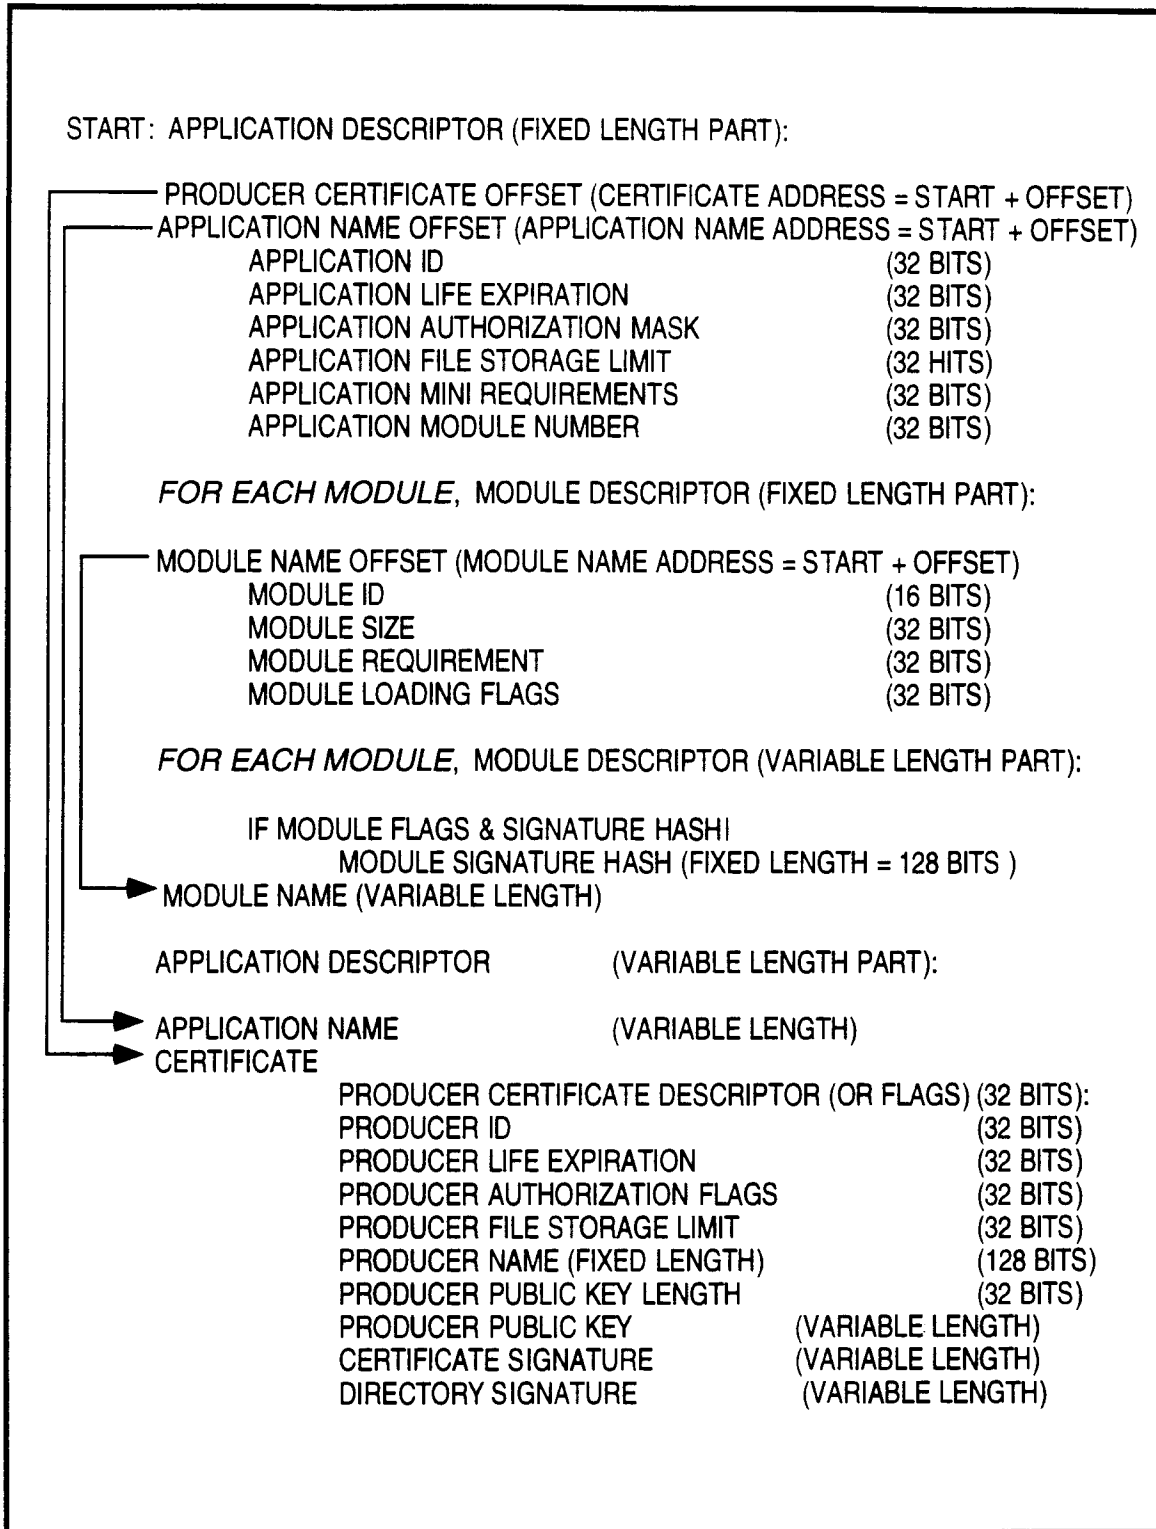 START: APPLICATION DESCRIPTOR (FIXED LENGTH PART):
PRODUCER CERTIFICATE OFFSET (CERTIFICATE ADDRESS = START + OFFSET)
APPLICATION NAME OFFSET (APPLICATION NAME ADDRESS = START + OFFSET)
APPLICATION ID (32 BITS)
APPLICATION LIFE EXPIRATION (32 BITS)
APPLICATION AUTHORIZATION MASK (32 BITS)
APPLICATION FILE STORAGE LIMIT (32 HITS)
APPLICATION MINI REQUIREMENTS (32 BITS)
APPLICATION MODULE NUMBER (32 BITS)
FOR EACH MODULE, MODULE DESCRIPTOR (FIXED LENGTH PART):
MODULE NAME OFFSET (MODULE NAME ADDRESS = START + OFFSET)
MODULE ID (16 BITS)
MODULE SIZE (32 BITS)
MODULE REQUIREMENT (32 BITS)
MODULE LOADING FLAGS (32 BITS)
FOR EACH MODULE, MODULE DESCRIPTOR (VARIABLE LENGTH PART):
IF MODULE FLAGS & SIGNATURE HASH|
MODULE SIGNATURE HASH (FIXED LENGTH = 128 BITS )
MODULE NAME (VARIABLE LENGTH)
APPLICATION DESCRIPTOR (VARIABLE LENGTH PART):
APPLICATION NAME (VARIABLE LENGTH)
CERTIFICATE
PRODUCER CERTIFICATE DESCRIPTOR (OR FLAGS) (32 BITS):
PRODUCER ID (32 BITS)
PRODUCER LIFE EXPIRATION (32 BITS)
PRODUCER AUTHORIZATION FLAGS (32 BITS)
PRODUCER FILE STORAGE LIMIT (32 BITS)
PRODUCER NAME (FIXED LENGTH) (128 BITS)
PRODUCER PUBLIC KEY LENGTH (32 BITS)
PRODUCER PUBLIC KEY (VARIABLE LENGTH)
CERTIFICATE SIGNATURE (VARIABLE LENGTH)
DIRECTORY SIGNATURE (VARIABLE LENGTH)